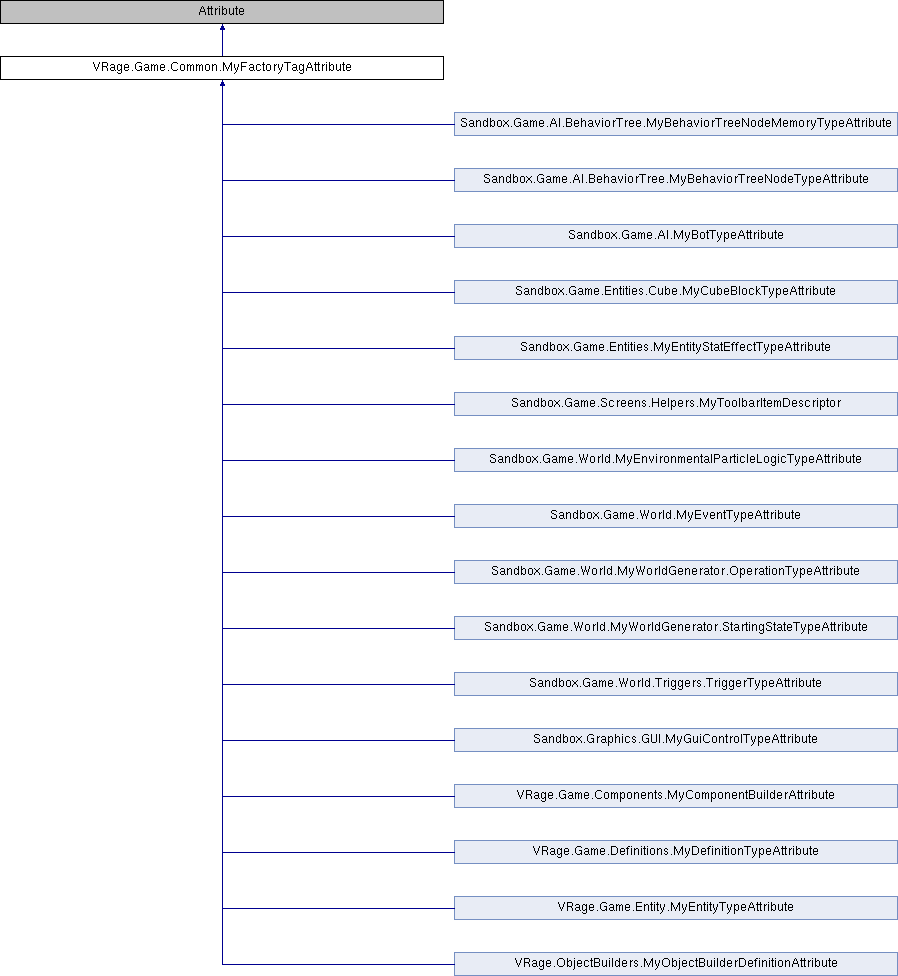 Attribute
VRage.Game.Common.MyFactoryTagAttribute
Sandbox.Game.AI.BehaviorTree.MyBehaviorTreeNodeMemoryTypeAttribute
Sandbox.Game.AI.BehaviorTree.MyBehaviorTreeNodeTypeAttribute
Sandbox.Game.AI.MyBotTypeAttribute
Sandbox.Game.Entities.Cube.MyCubeBlockTypeAttribute
Sandbox.Game.Entities.MyEntityStatEffectTypeAttribute
Sandbox.Game.Screens.Helpers.MyToolbarItemDescriptor
Sandbox.Game.World.MyEnvironmentalParticleLogicTypeAttribute
Sandbox.Game.World.MyEventTypeAttribute
Sandbox.Game.World.MyWorldGenerator.OperationTypeAttribute
Sandbox.Game.World.MyWorldGenerator.StartingStateTypeAttribute
Sandbox.Game.World.Triggers.TriggerTypeAttribute
Sandbox.Graphics.GUI.MyGuiControlTypeAttribute
VRage.Game.Components.MyComponentBuilderAttribute
VRage.Game.Definitions.MyDefinitionTypeAttribute
VRage.Game.Entity.MyEntityTypeAttribute
VRage.ObjectBuilders.MyObjectBuilderDefinitionAttribute